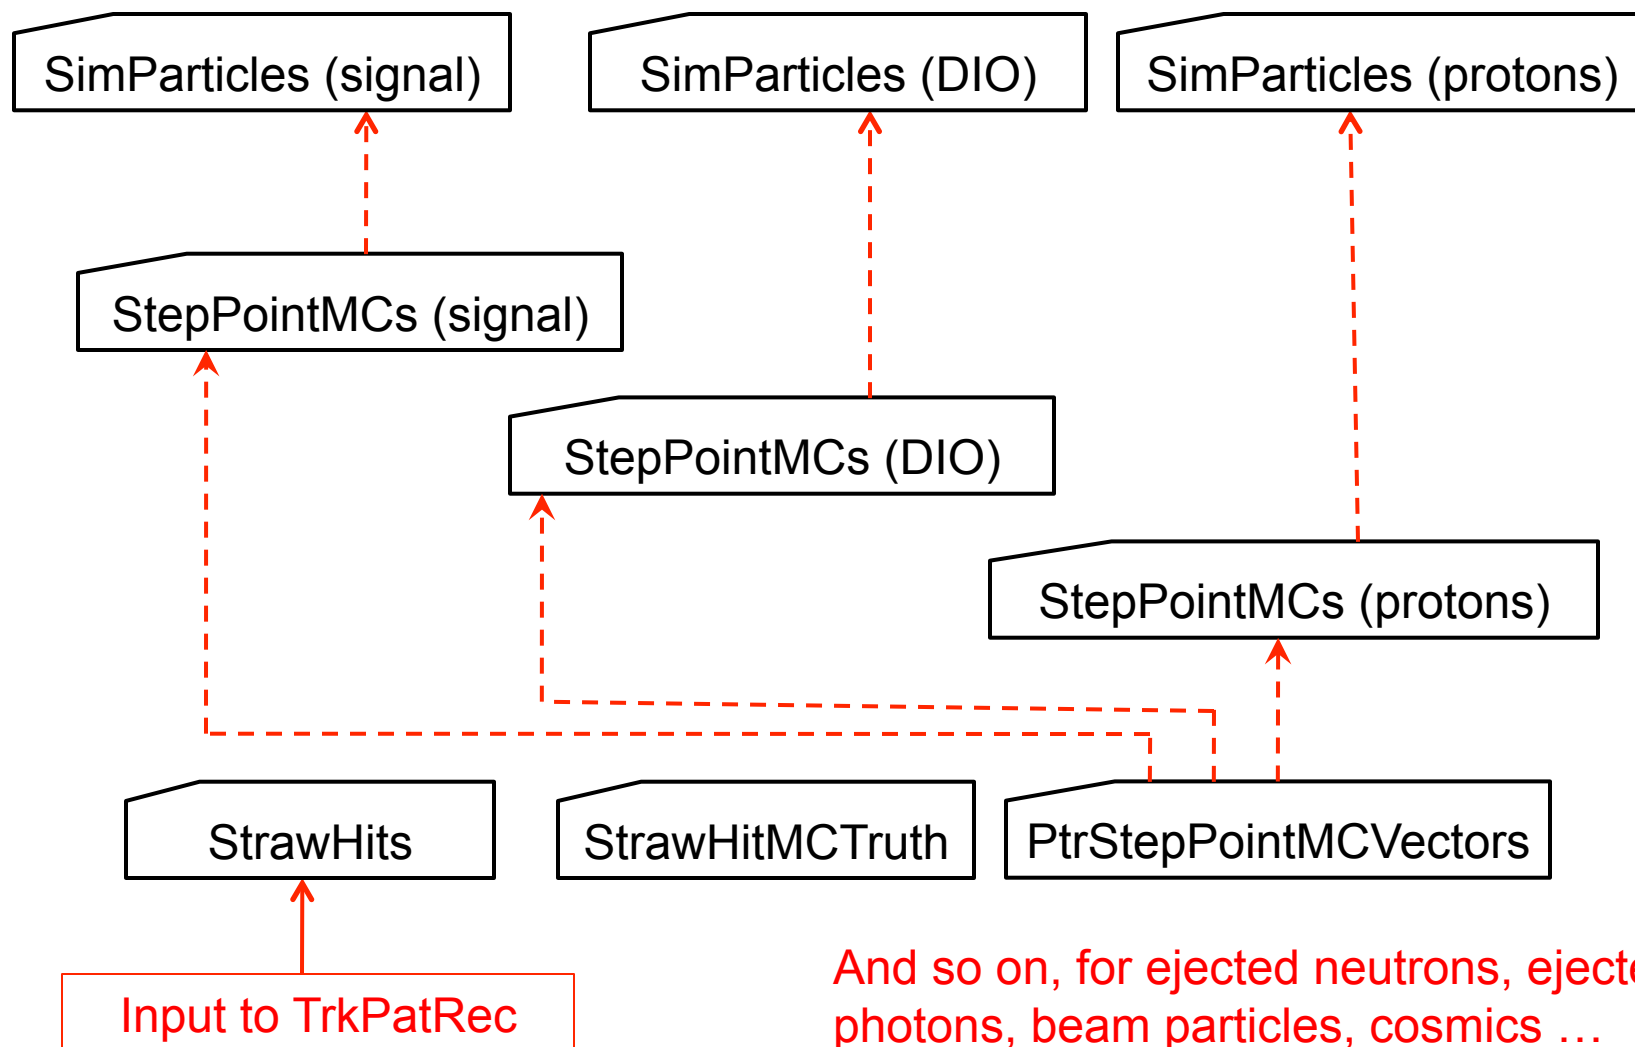 SimParticles (signal)
SimParticles (DIO)
SimParticles (protons)
StepPointMCs (signal)
StepPointMCs (DIO)
StepPointMCs (protons)
StrawHits
StrawHitMCTruth
PtrStepPointMCVectors
Input to TrkPatRec
And so on, for ejected neutrons,
photons, beam particles, cosmics …